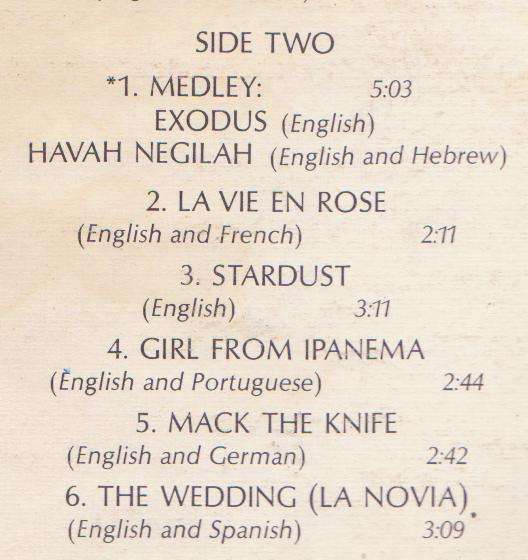 SIDE TWO
*1. MEDLEY: 5:03
EXODUS (English)
HAVAH NEGILAH (English and Hebrew)
2. LA VIE EN ROSE
(English and French) 2:11
3. STARDUST
(English) 3:11
4. GIRL FROM IPANEMA
(English and Portuguese) 2:44
5. MACK THE KNIFE
(English and German) 2:42
6. THE WEDDING (LA NOVIA)
(English and Spanish) 3:09